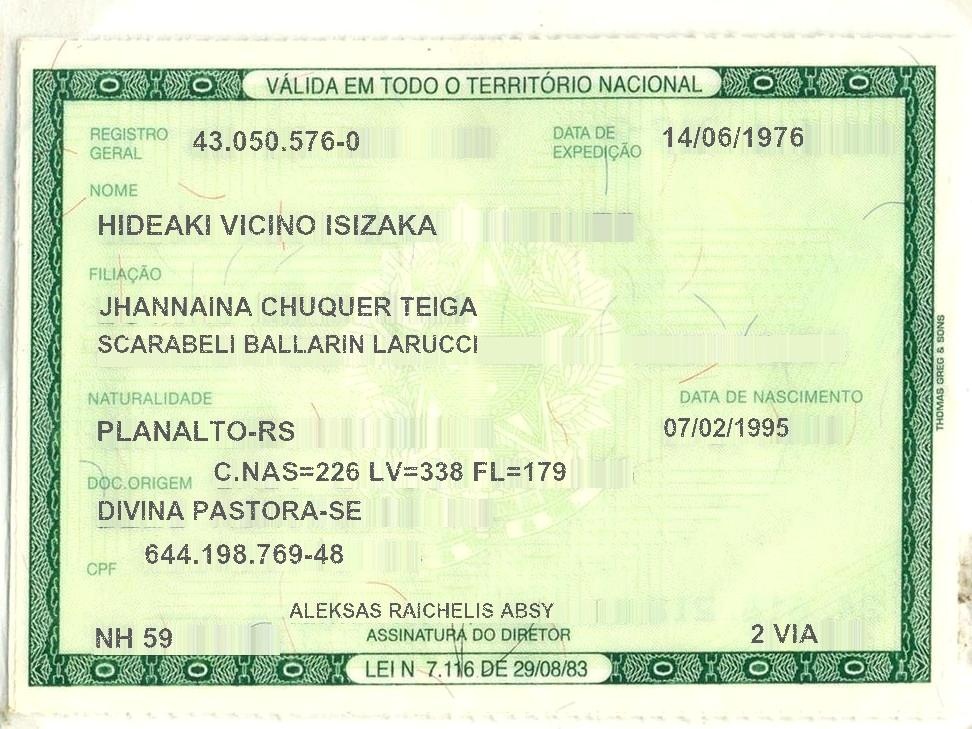 VÁLIDA EM TODO O TERRITÓRIO NACIONAL
REGISTRO GERAL 43.050.576-0 DATA DE EXPEDIÇÃO 14/06/1976
NOME
HIDEAKI VICINO ISIZAKA
FILIAÇÃO
JHANNAINA CHUQUER TEIGA
SCARABELI BALLARIN LARUCCI
NATURALIDADE DATA DE NASCIMENTO
PLANALTO-RS 07/02/1995
DOC.ORIGEM C.NAS=226 LV=338 FL=179
DIVINA PASTORA-SE
CPF 644.198.769-48
ALEKSAS RAICHELIS ABSY
NH 59 ASSINATURA DO DIRETOR 2 VIA
LEI N 7.116 DE 29/08/83
THOMAS GREG & SONS